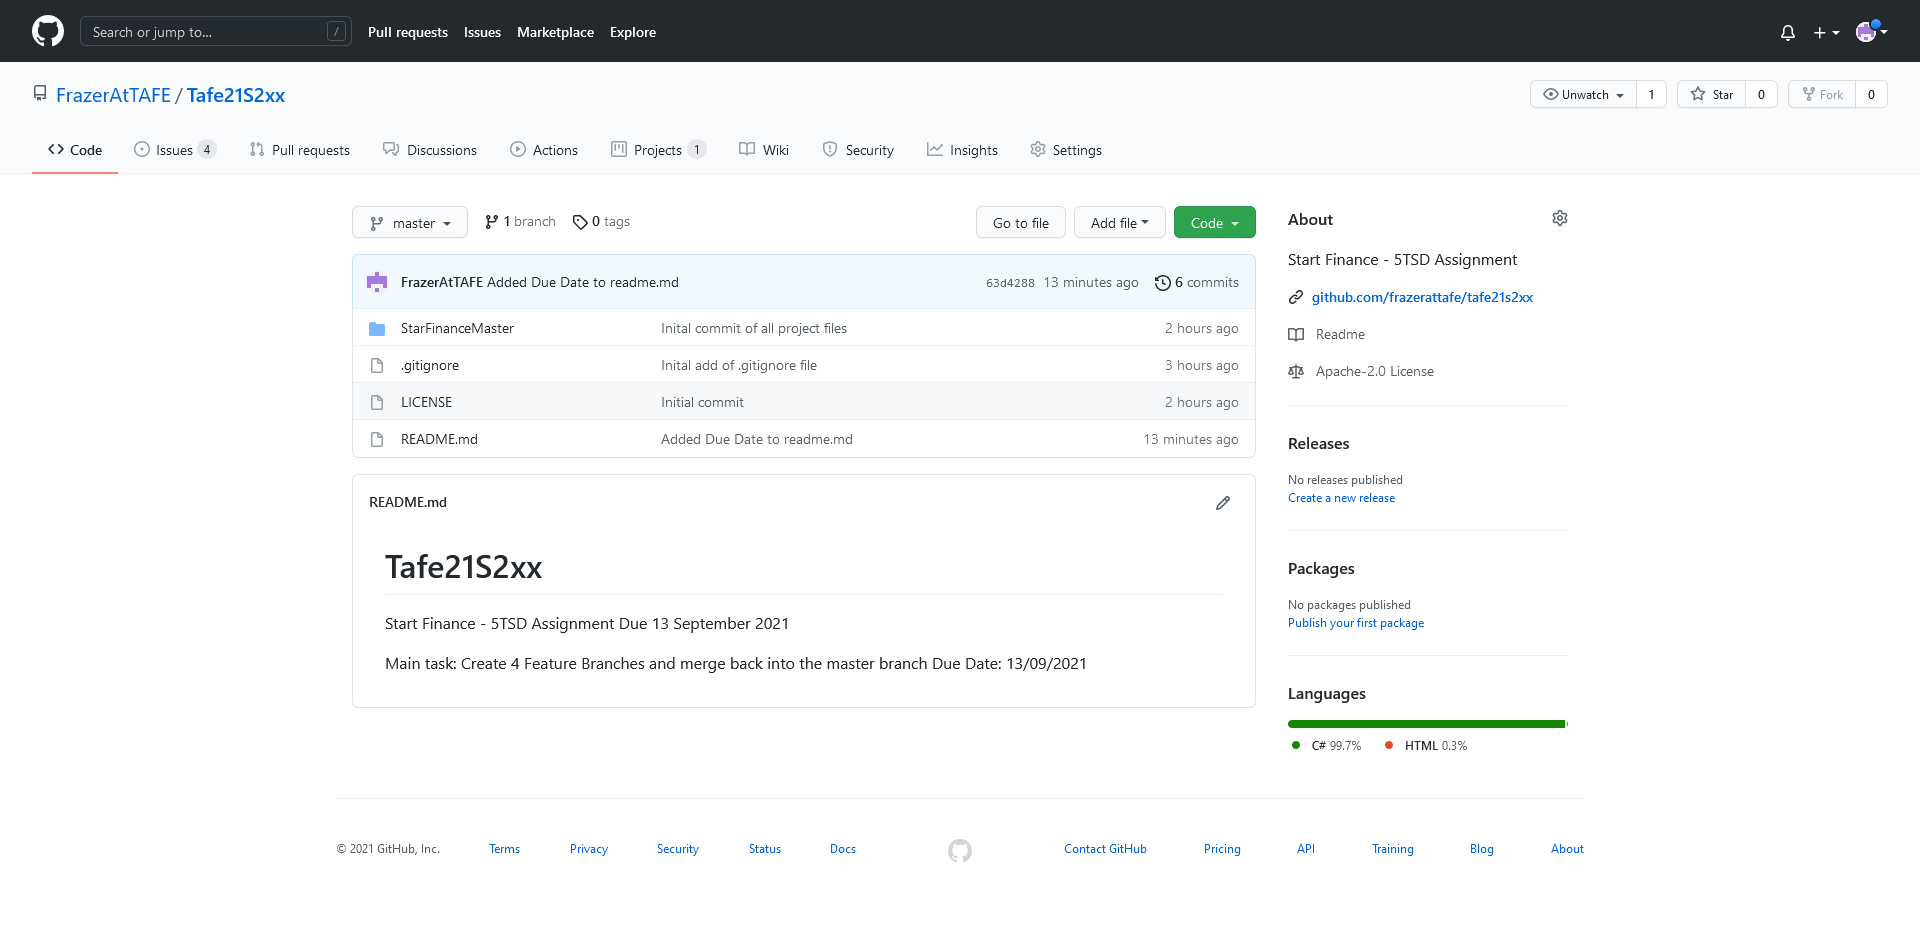 Search or jump to... / Pull requests Issues Marketplace Explore
FrazerAtTAFE / Tafe21S2xx Unwatch 1 Star 0 Fork 0
Code Issues 4 Pull requests Discussions Actions Projects 1 Wiki Security Insights Settings
master 1 branch 0 tags Go to file Add file Code
FrazerAtTAFE Added Due Date to readme.md 63d4288 13 minutes ago 6 commits
StarFinanceMaster Inital commit of all project files 2 hours ago
.gitignore Inital add of .gitignore file 3 hours ago
LICENSE Initial commit 2 hours ago
README.md Added Due Date to readme.md 13 minutes ago
README.md
Tafe21S2xx
Start Finance - 5TSD Assignment Due 13 September 2021
Main task: Create 4 Feature Branches and merge back into the master branch Due Date: 13/09/2021
About
Start Finance - 5TSD Assignment
github.com/frazerattafe/tafe21s2xx
Readme
Apache-2.0 License
Releases
No releases published
Create a new release
Packages
No packages published
Publish your first package
Languages
C# 99.7% HTML 0.3%
© 2021 GitHub, Inc. Terms Privacy Security Status Docs Contact GitHub Pricing API Training Blog About